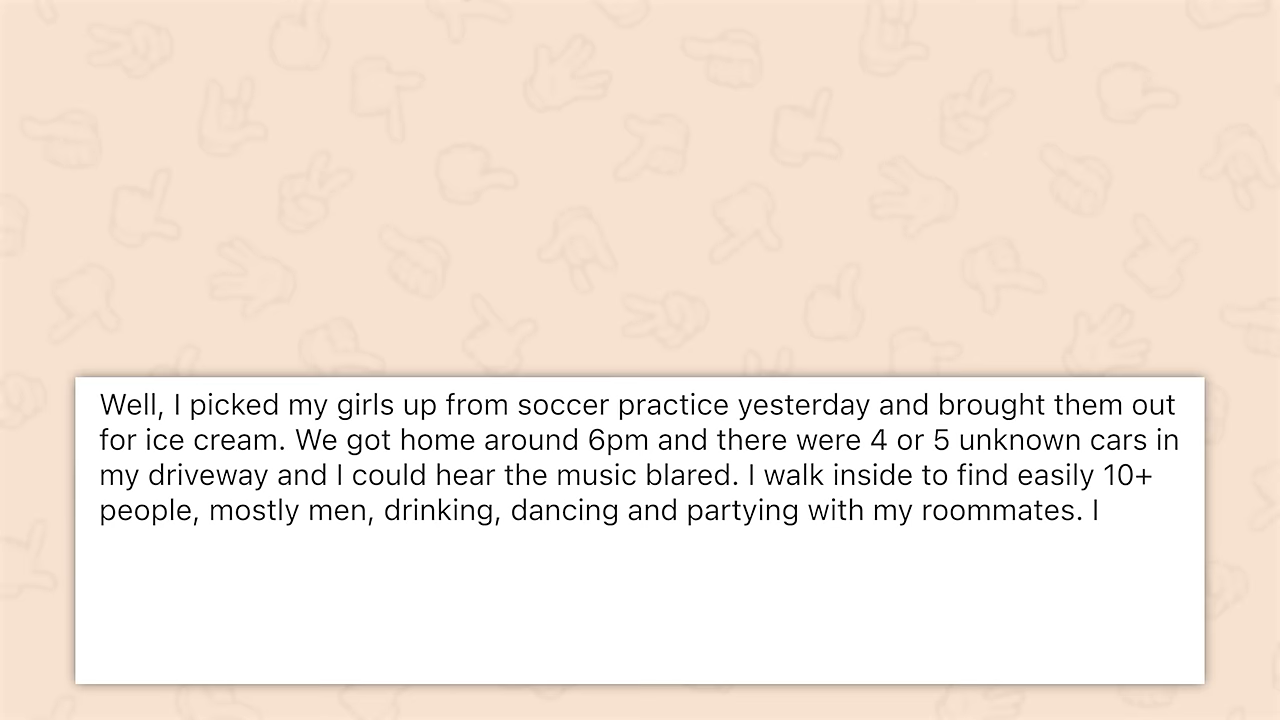 Well, I picked my girls up from soccer practice yesterday and brought them out
for ice cream. We got home around 6pm and there were 4 or 5 unknown cars in
my driveway and I could hear the music blared. I walk inside to find easily 10+
people, mostly men, drinking, dancing and partying with my roommates. I